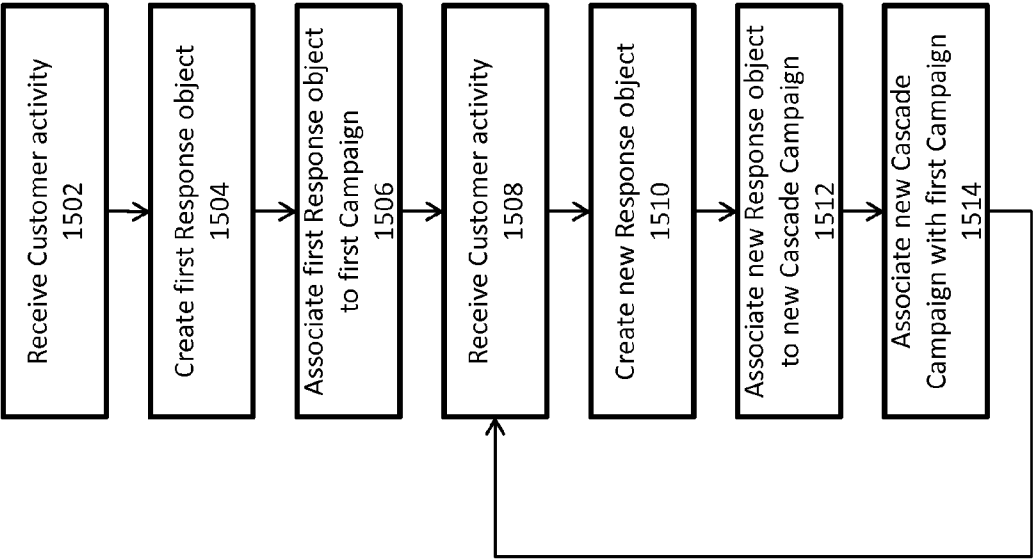 Receive Customer activity
1502
Create first Response object
1504
Associate first Response object
to first Campaign
1506
Receive Customer activity
1508
Create new Response object
1510
Associate new Response object
to new Cascade Campaign
1512
Associate new Cascade
Campaign with first Campaign
1514